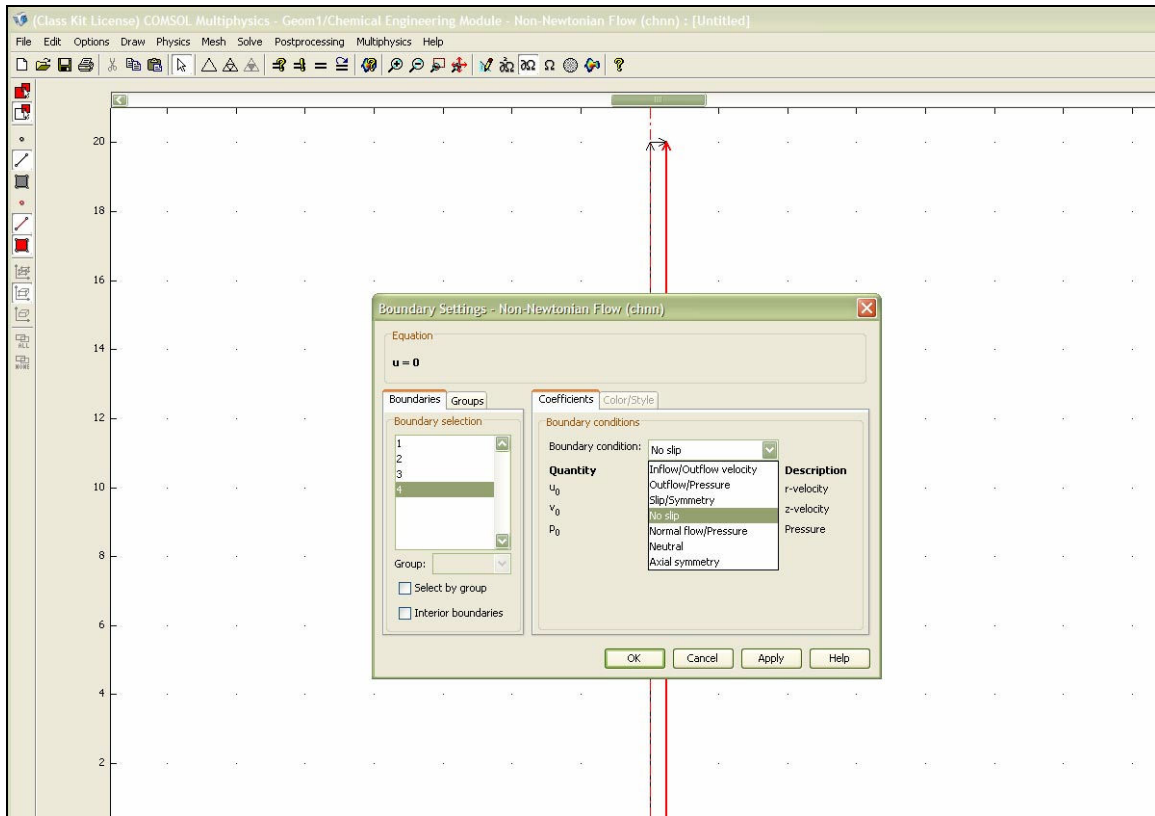 (Class Kit License) COMSOL Multiphysics - Geom1/Chemical Engineering Module - Non-Newtonian Flow (chnn) : [Untitled]
File Edit Options Draw Physics Mesh Solve Postprocessing Multiphysics Help
20
18
16
14
12
10
8
6
4
2
Boundary Settings - Non-Newtonian Flow (chnn)
Equation
u = 0
Boundaries Groups
Boundary selection
1
2
3
4
Group:
Select by group
Interior boundaries
Coefficients Color/Style
Boundary conditions
Boundary condition: No slip
Quantity Description
u0 r-velocity
v0 z-velocity
p0 Pressure
Inflow/Outflow velocity
Outflow/Pressure
Slip/Symmetry
No slip
Normal flow/Pressure
Neutral
Axial symmetry
OK Cancel Apply Help